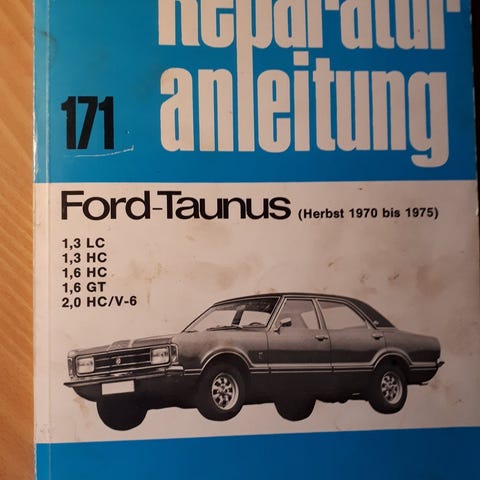 Reparatur
anleitung
171
Ford-Taunus (Herbst 1970 bis 1975)
1,3 LC
1,3 HC
1,6 HC
1,6 GT
2,0 HC/V-6